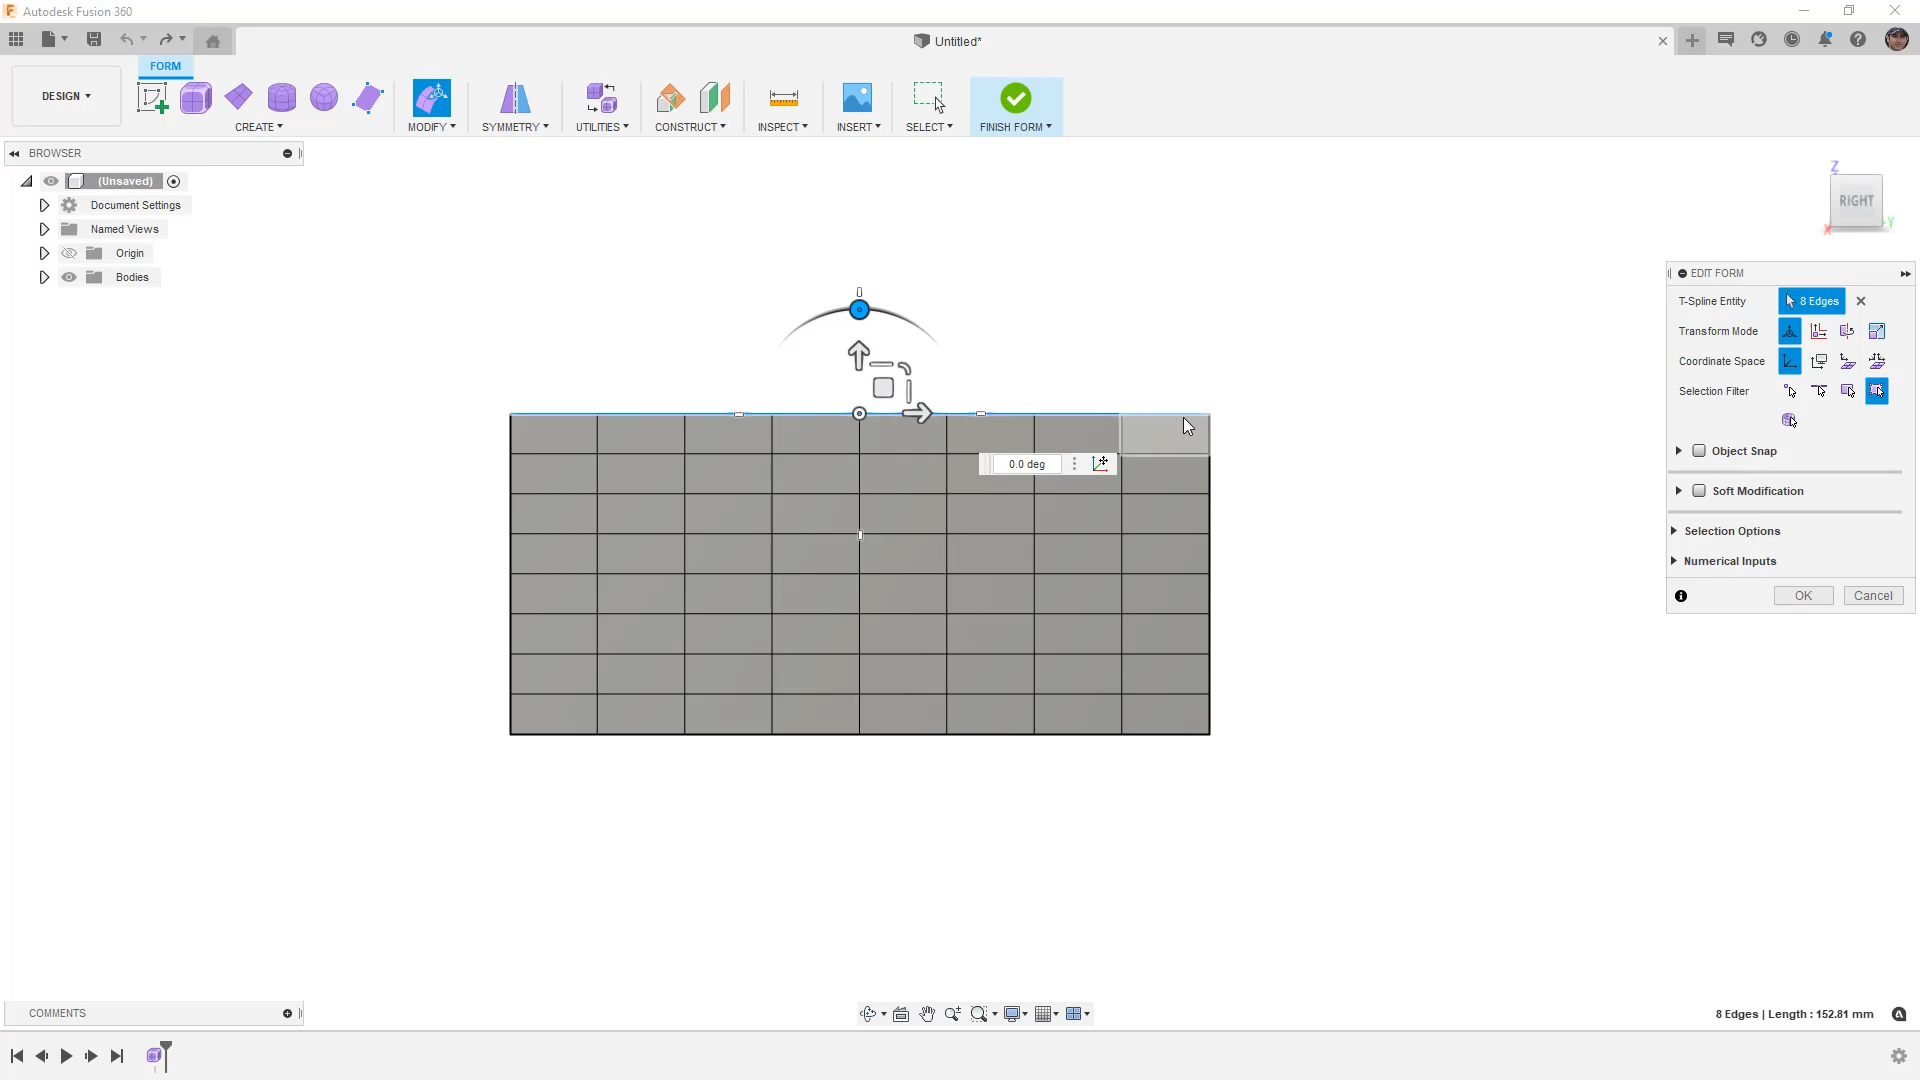 Autodesk Fusion 360
Untitled*
FORM
DESIGN
CREATE
MODIFY
SYMMETRY
UTILITIES
CONSTRUCT
INSPECT
INSERT
SELECT
FINISH FORM
BROWSER
(Unsaved)
Document Settings
Named Views
Origin
Bodies
Z
RIGHT
X
Y
EDIT FORM
T-Spline Entity
8 Edges
Transform Mode
Coordinate Space
Selection Filter
Object Snap
Soft Modification
Selection Options
Numerical Inputs
OK
Cancel
0.0 deg
COMMENTS
8 Edges | Length : 152.81 mm